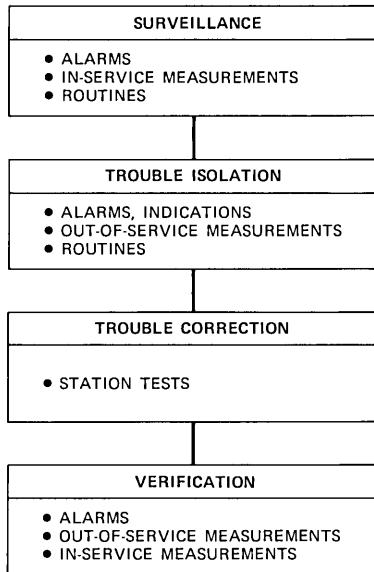 SURVEILLANCE
• ALARMS
• IN-SERVICE MEASUREMENTS
• ROUTINES
TROUBLE ISOLATION
• ALARMS, INDICATIONS
• OUT-OF-SERVICE MEASUREMENTS
• ROUTINES
TROUBLE CORRECTION
• STATION TESTS
VERIFICATION
• ALARMS
• OUT-OF-SERVICE MEASUREMENTS
• IN-SERVICE MEASUREMENTS